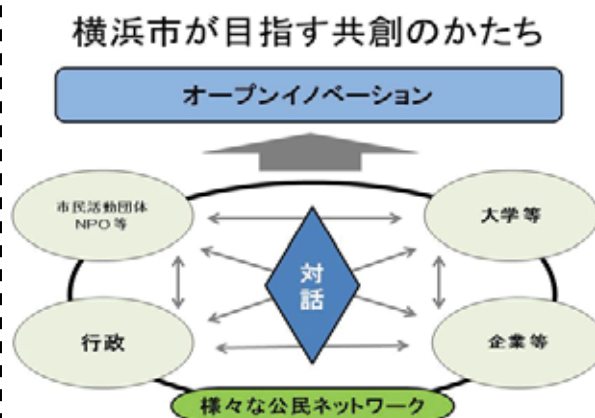 横浜市が目指す共創のかたち
オープンイノベーション
市民活動団体
NPO等
大学等
対話
行政
企業等
様々な公民ネットワーク